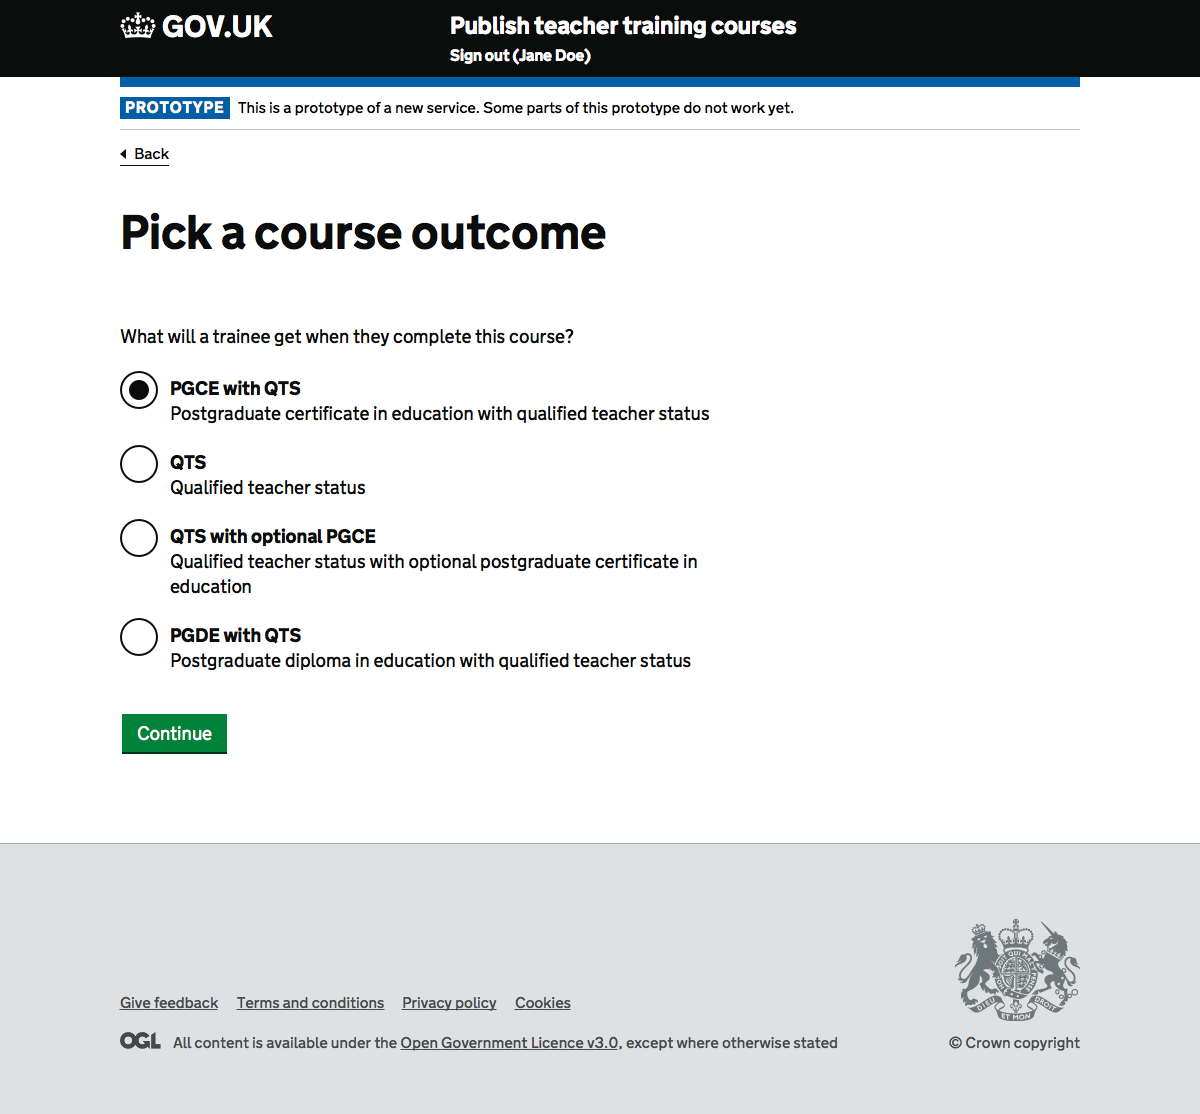 GOV.UK
Publish teacher training courses
Sign out (Jane Doe)
PROTOTYPE This is a prototype of a new service. Some parts of this prototype do not work yet.
Back
Pick a course outcome
What will a trainee get when they complete this course?
PGCE with QTS
Postgraduate certificate in education with qualified teacher status
QTS
Qualified teacher status
QTS with optional PGCE
Qualified teacher status with optional postgraduate certificate in
education
PGDE with QTS
Postgraduate diploma in education with qualified teacher status
Continue
Give feedback Terms and conditions Privacy policy Cookies
OGL All content is available under the Open Government Licence v3.0, except where otherwise stated
DIEU ET MON DROIT
© Crown copyright